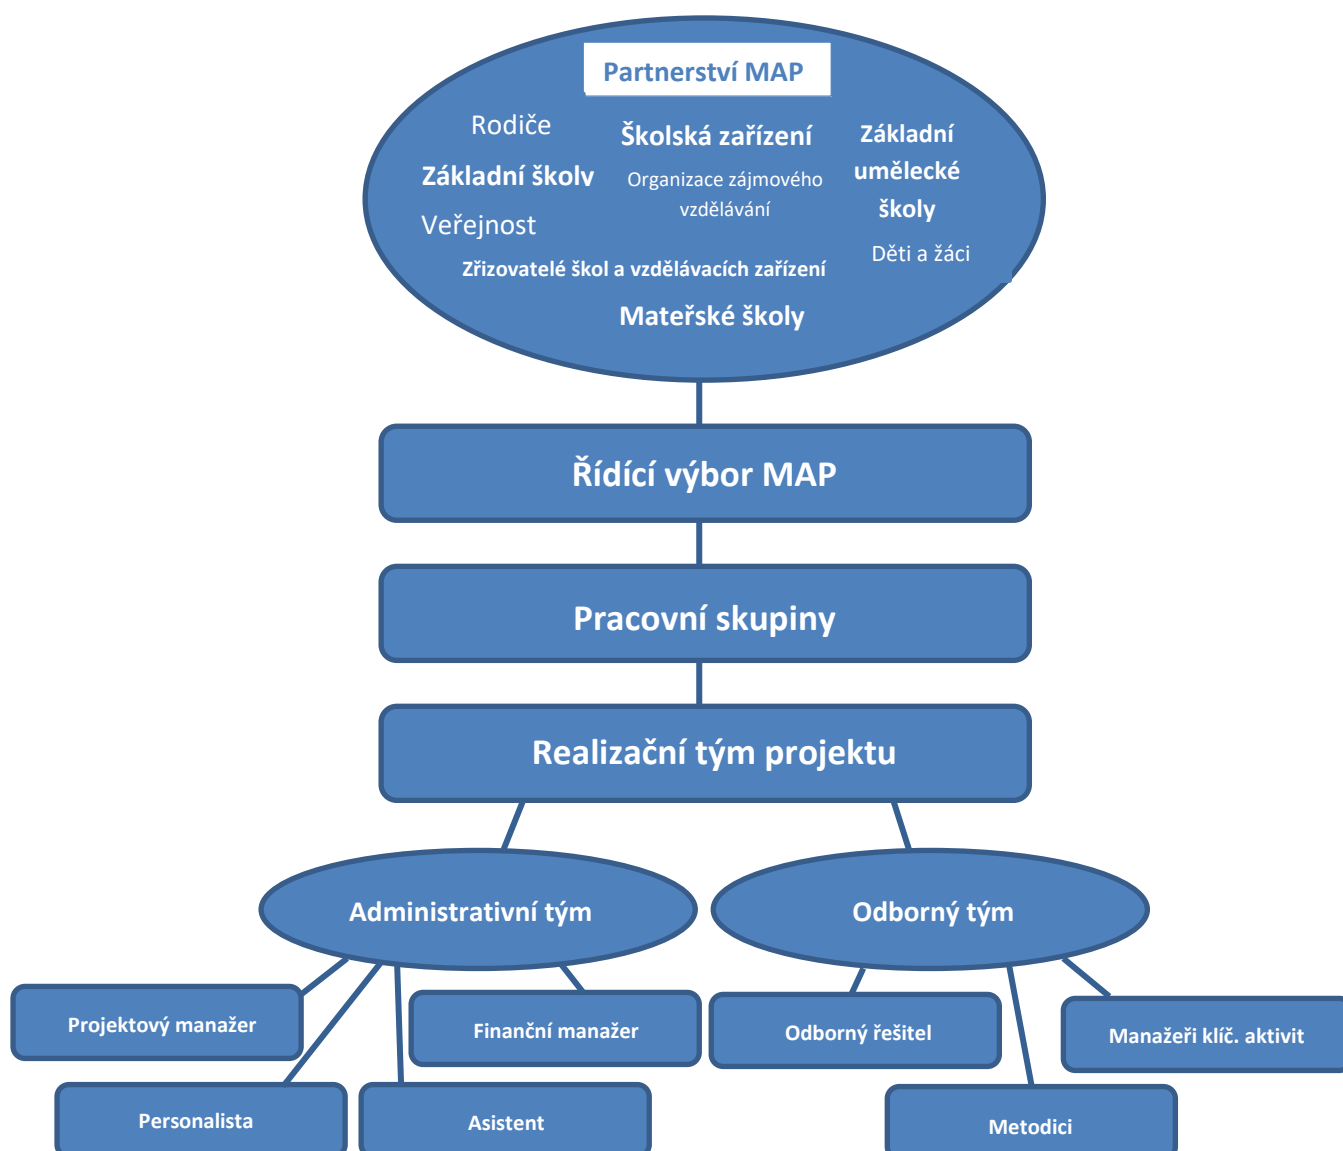 Partnerství MAP
Rodiče
Školská zařízení
Základní
umělecké
školy
Základní školy
Organizace zájmového
vzdělávání
Veřejnost
Děti a žáci
Zřizovatelé škol a vzdělávacích zařízení
Mateřské školy
Řídící výbor MAP
Pracovní skupiny
Realizační tým projektu
Administrativní tým
Odborný tým
Projektový manažer
Finanční manažer
Odborný řešitel
Manažeři klíč. aktivit
Personalista
Asistent
Metodici